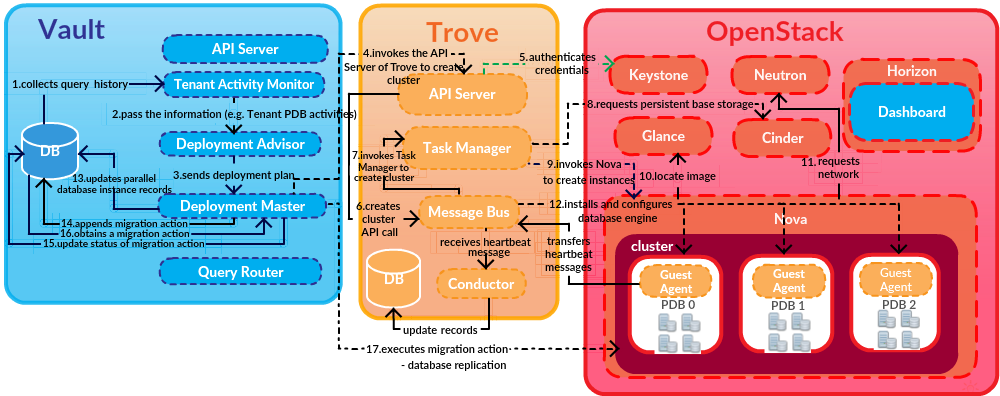 Vault
Trove
OpenStack
API Server
1.collects query history
Tenant Activity Monitor
2.pass the information (e.g. Tenant PDB activities)
DB
Deployment Advisor
3.sends deployment plan
13.updates parallel
database instance records
Deployment Master
14.appends migration action
16.obtains a migration action
15.update status of migration action
Query Router
4.invokes the API
Server of Trove to create
cluster
API Server
5.authenticates
credentials
Task Manager
7.invokes Task
Manager to
create cluster
6.creates
cluster
API call
Message Bus
receives heartbeat
message
DB
Conductor
update records
17.executes migration action
- database replication
8.requests persistent base storage
9.invokes Nova
to create instances
10.locate image
11.requests
network
12.installs and configures
database engine
transfers
heartbeat
messages
Keystone
Neutron
Horizon
Dashboard
Glance
Cinder
Nova
cluster
Guest
Agent
PDB 0
Guest
Agent
PDB 1
Guest
Agent
PDB 2